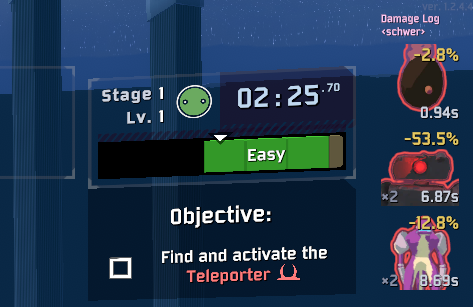 ver. 1.2.4.4
Damage Log
<schwer>
-2.8%
0.94s
Stage 1
Lv. 1
02:25.70
Easy
-53.5%
×2 6.87s
Objective:
Find and activate the
Teleporter
-12.8%
×2 8.69s